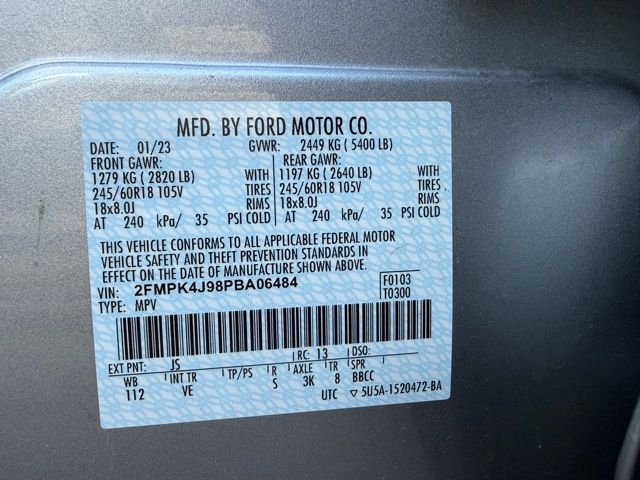 MFD. BY FORD MOTOR CO.
DATE: 01/23 GVWR: 2449 KG ( 5400 LB)
FRONT GAWR: REAR GAWR:
1279 KG ( 2820 LB) WITH 1197 KG ( 2640 LB) WITH
245/60R18 105V TIRES 245/60R18 105V TIRES
18x8.0J RIMS 18x8.0J RIMS
AT 240 kPa/ 35 PSI COLD AT 240 kPa/ 35 PSI COLD
THIS VEHICLE CONFORMS TO ALL APPLICABLE FEDERAL MOTOR
VEHICLE SAFETY AND THEFT PREVENTION STANDARDS IN
EFFECT ON THE DATE OF MANUFACTURE SHOWN ABOVE.
VIN: 2FMPK4J98PBA06484 F0103
TYPE: MPV T0300
EXT PNT: JS RC: 13 DSO:
WB INT TR TP/PS R AXLE TR SPR
112 VE S 3K 8 BBCC
UTC ▽ 5U5A-1520472-BA